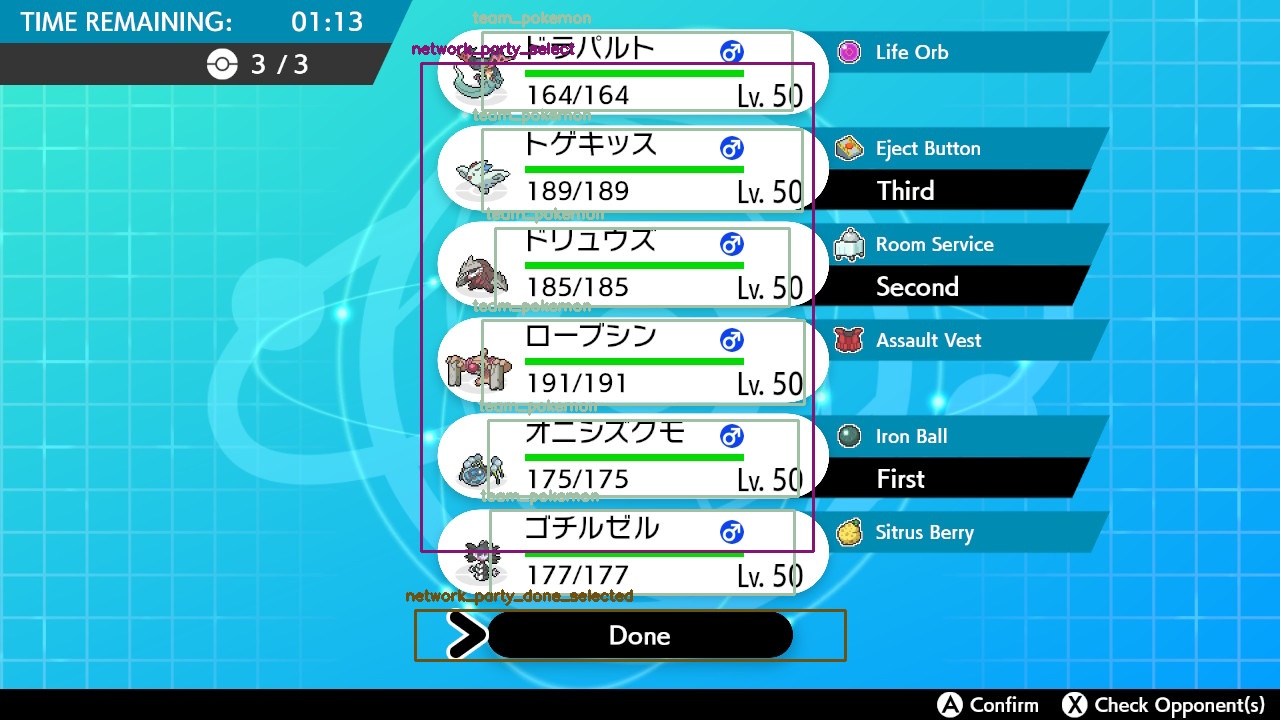 TIME REMAINING: 01:13
3 / 3
team_pokemon
network_party_select
ドラパルト
164/164 Lv. 50
Life Orb
team_pokemon
トゲキッス
189/189 Lv. 50
Eject Button
Third
team_pokemon
ドリュウズ
185/185 Lv. 50
Room Service
Second
team_pokemon
ローブシン
191/191 Lv. 50
Assault Vest
team_pokemon
オニシズクモ
175/175 Lv. 50
Iron Ball
First
team_pokemon
ゴチルゼル
177/177 Lv. 50
Sitrus Berry
network_party_done_selected
Done
A Confirm X Check Opponent(s)